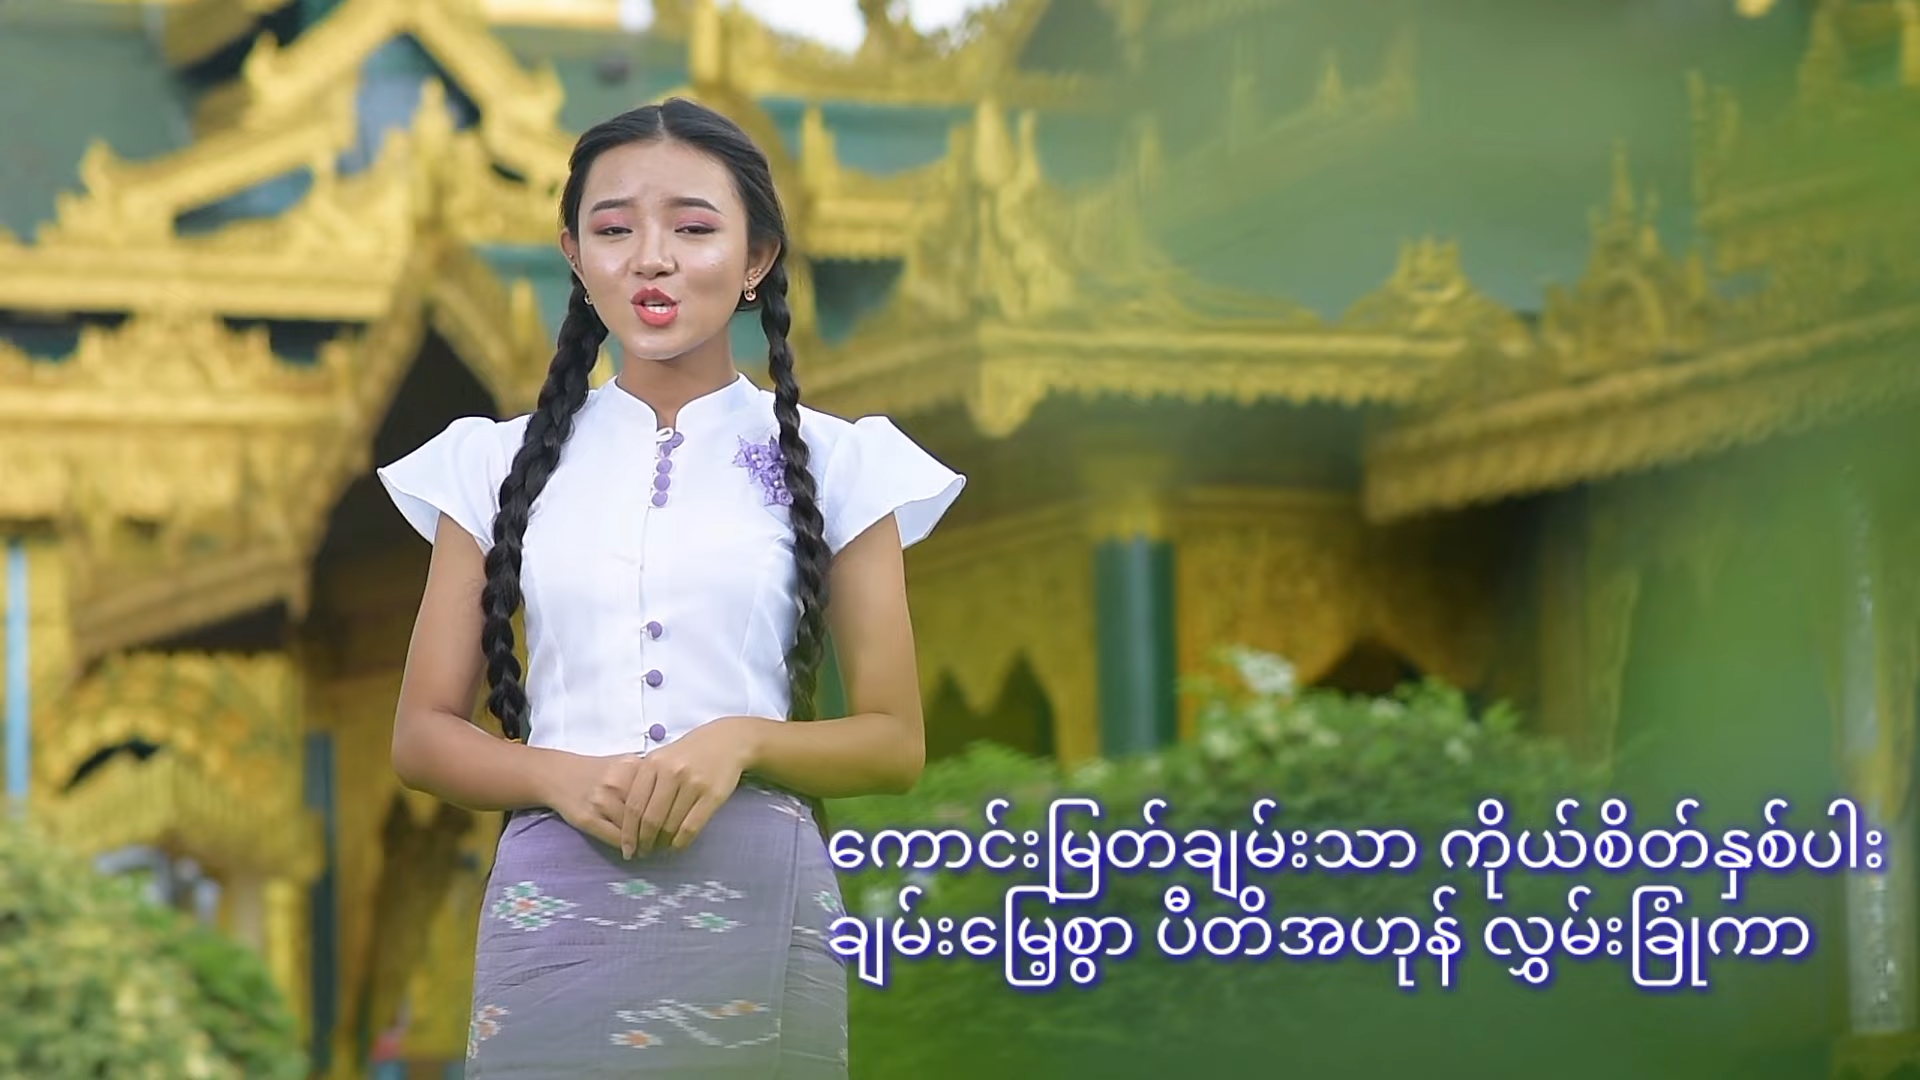 ကောင်းမြတ်ချမ်းသာ ကိုယ်စိတ်နှစ်ပါး
ချမ်းမြေ့စွာ ပီတိအဟုန် လွှမ်းခြုံကာ